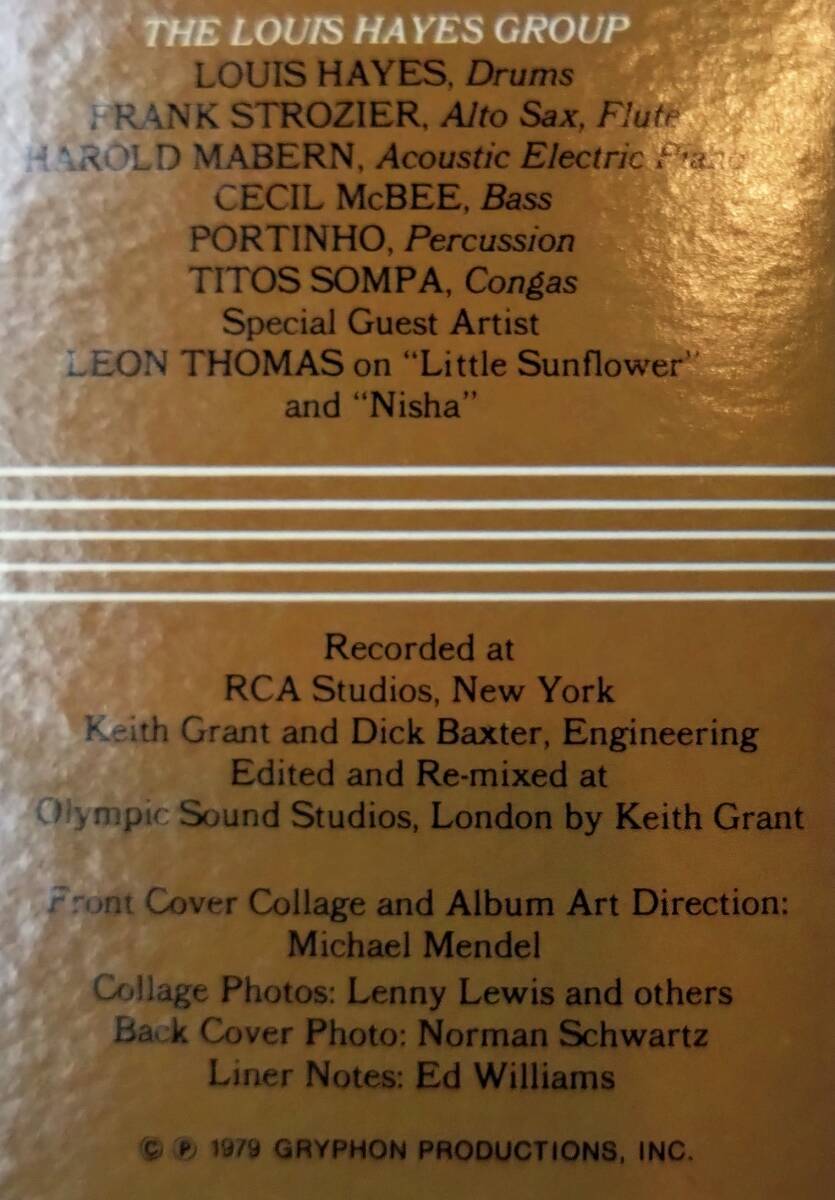 THE LOUIS HAYES GROUP
LOUIS HAYES, Drums
FRANK STROZIER, Alto Sax, Flute
HAROLD MABERN, Acoustic Electric Piano
CECIL McBEE, Bass
PORTINHO, Percussion
TITOS SOMPA, Congas
Special Guest Artist
LEON THOMAS on “Little Sunflower”
and “Nisha”
Recorded at
RCA Studios, New York
Keith Grant and Dick Baxter, Engineering
Edited and Re-mixed at
Olympic Sound Studios, London by Keith Grant
Front Cover Collage and Album Art Direction:
Michael Mendel
Collage Photos: Lenny Lewis and others
Back Cover Photo: Norman Schwartz
Liner Notes: Ed Williams
© ℗ 1979 GRYPHON PRODUCTIONS, INC.